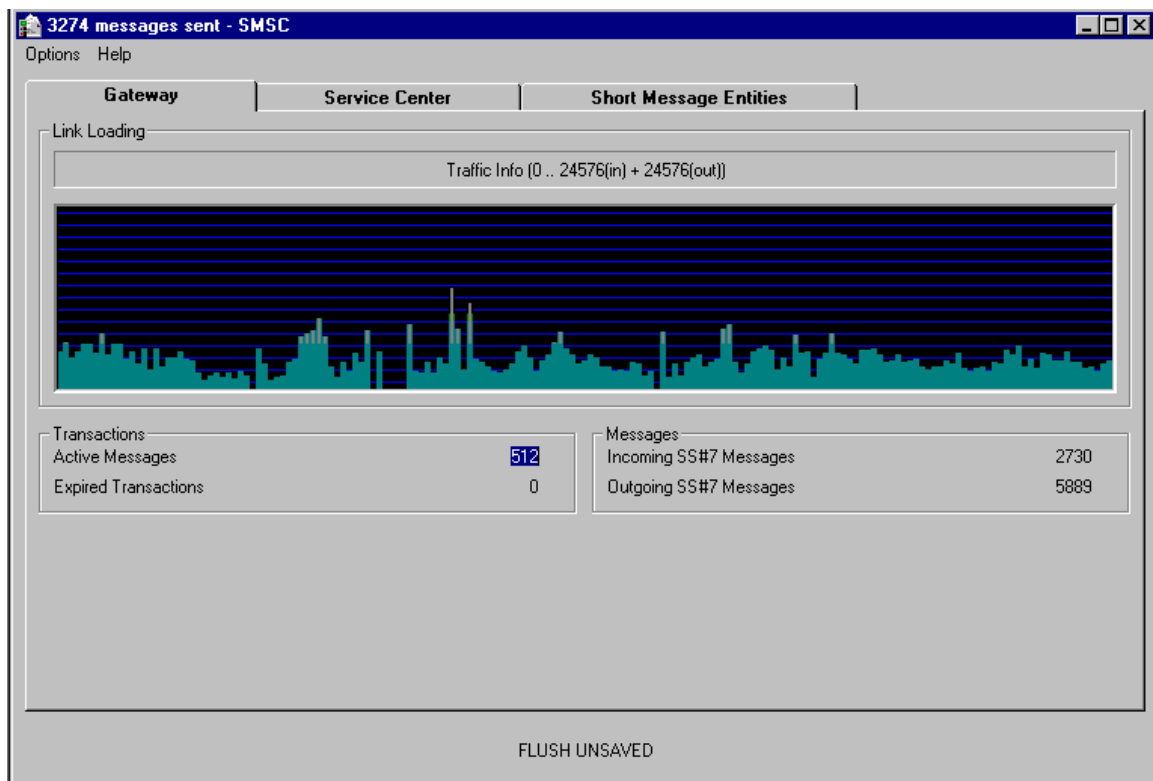 3274 messages sent - SMSC
Options Help
Gateway Service Center Short Message Entities
Link Loading
Traffic Info (0 .. 24576(in) + 24576(out))
Transactions
Active Messages 512
Expired Transactions 0
Messages
Incoming SS#7 Messages 2730
Outgoing SS#7 Messages 5889
FLUSH UNSAVED